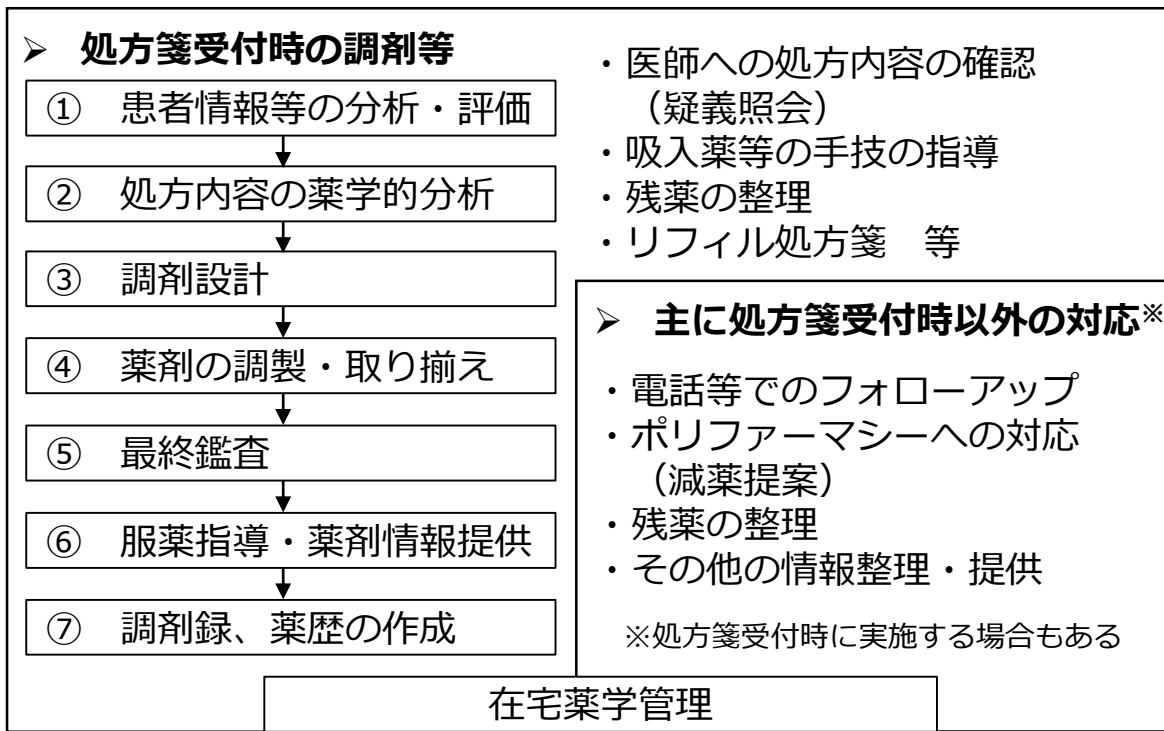 ➢ 処方箋受付時の調剤等
① 患者情報等の分析・評価
② 処方内容の薬学的分析
③ 調剤設計
④ 薬剤の調製・取り揃え
⑤ 最終鑑査
⑥ 服薬指導・薬剤情報提供
⑦ 調剤録、薬歴の作成
・医師への処方内容の確認
（疑義照会）
・吸入薬等の手技の指導
・残薬の整理
・リフィル処方箋　等
➢ 主に処方箋受付時以外の対応※
・電話等でのフォローアップ
・ポリファーマシーへの対応
（減薬提案）
・残薬の整理
・その他の情報整理・提供
※処方箋受付時に実施する場合もある
在宅薬学管理